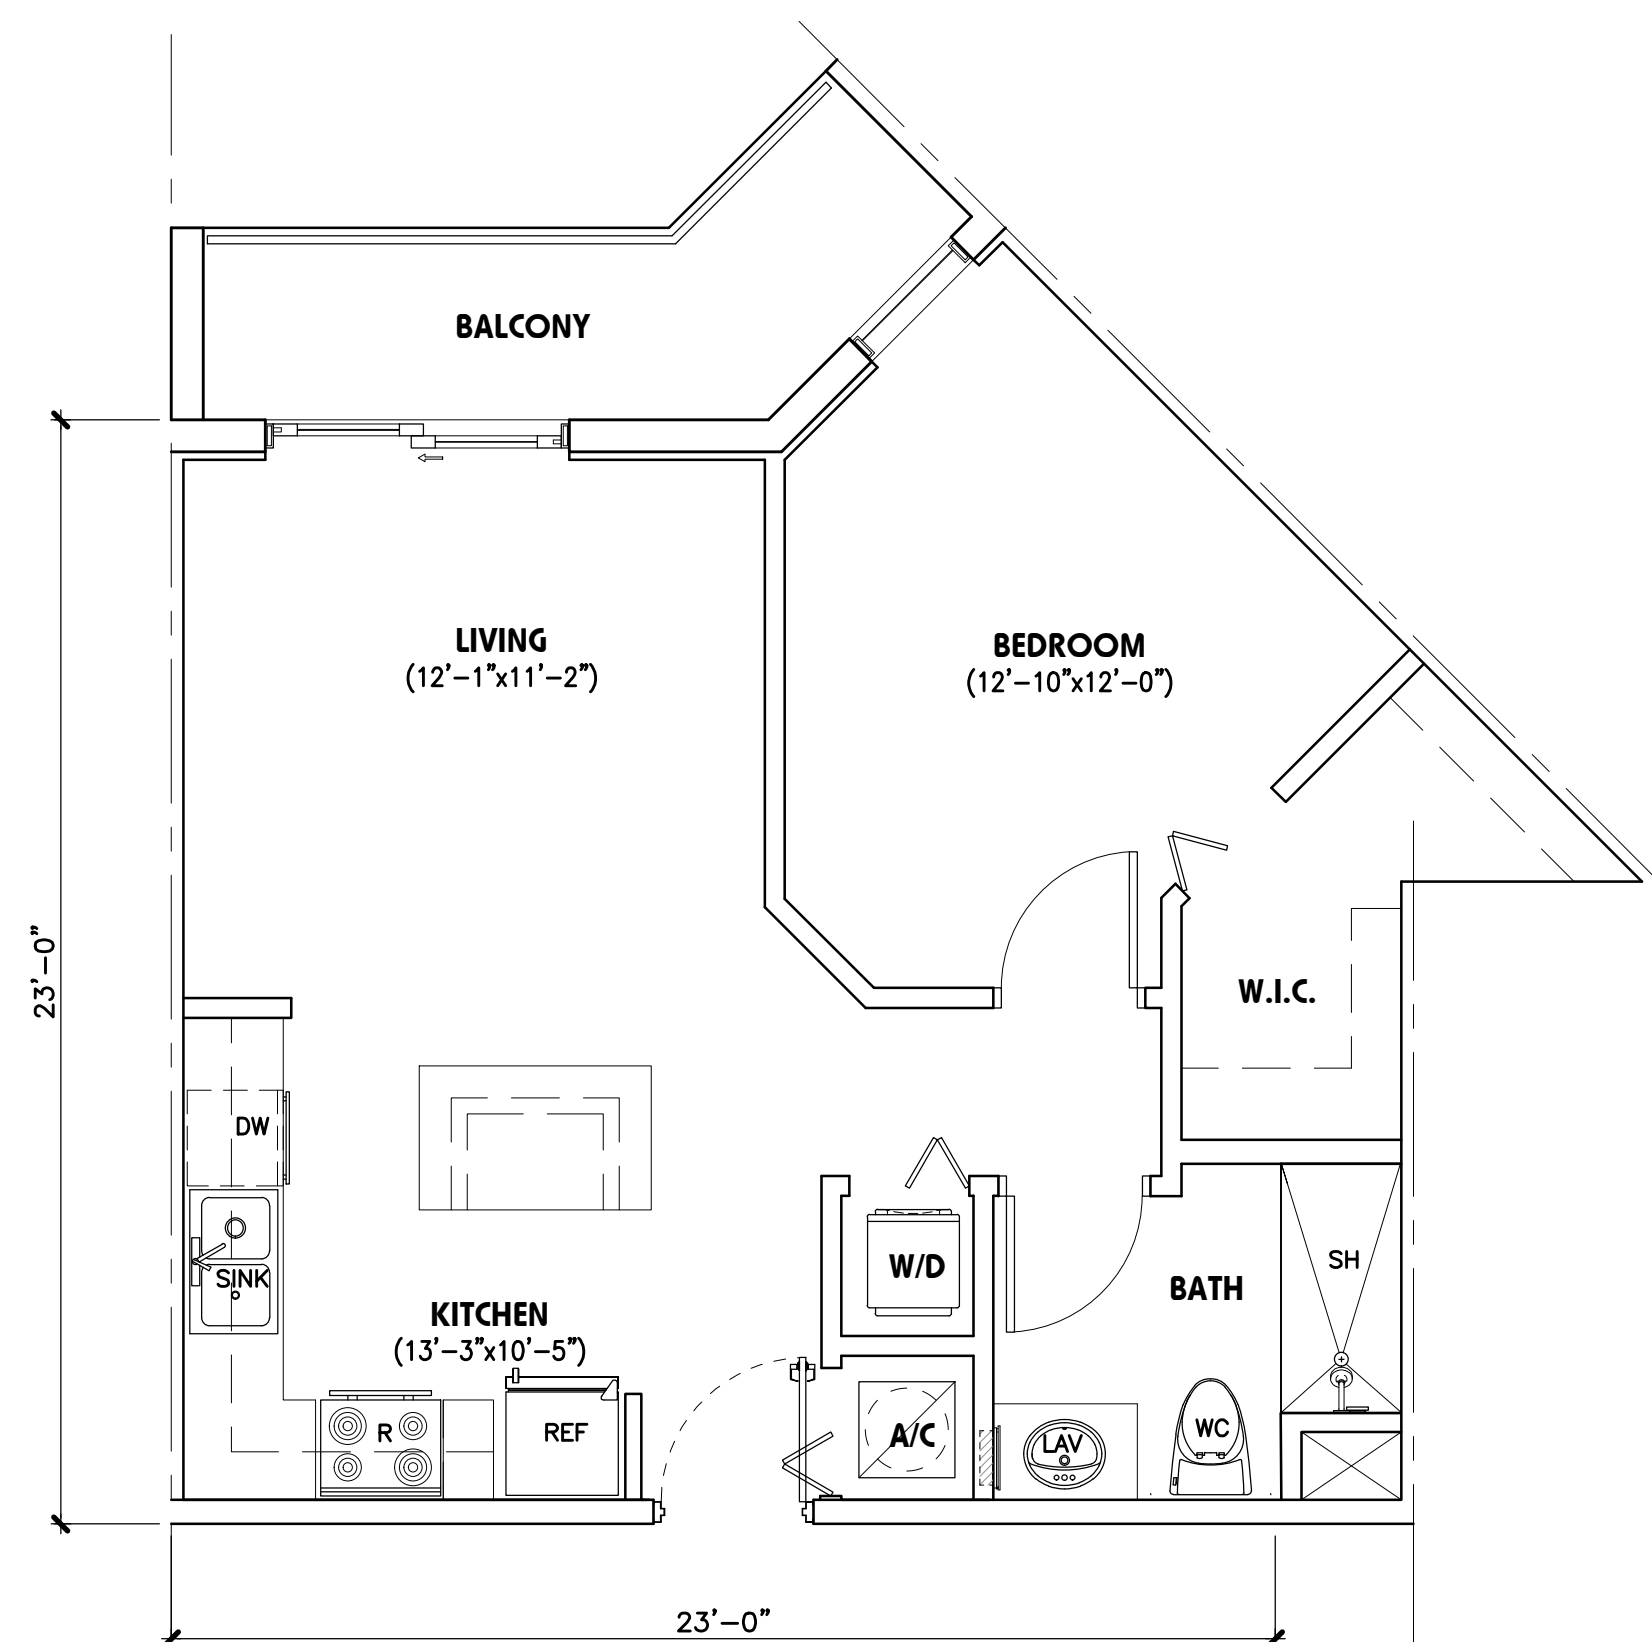 BALCONY
LIVING
(12'-1"x11'-2")
BEDROOM
(12'-10"x12'-0")
23'-0"
W.I.C.
DW
SINK
W/D
BATH
SH
KITCHEN
(13'-3"x10'-5")
R
REF
A/C
LAV
WC
23'-0"